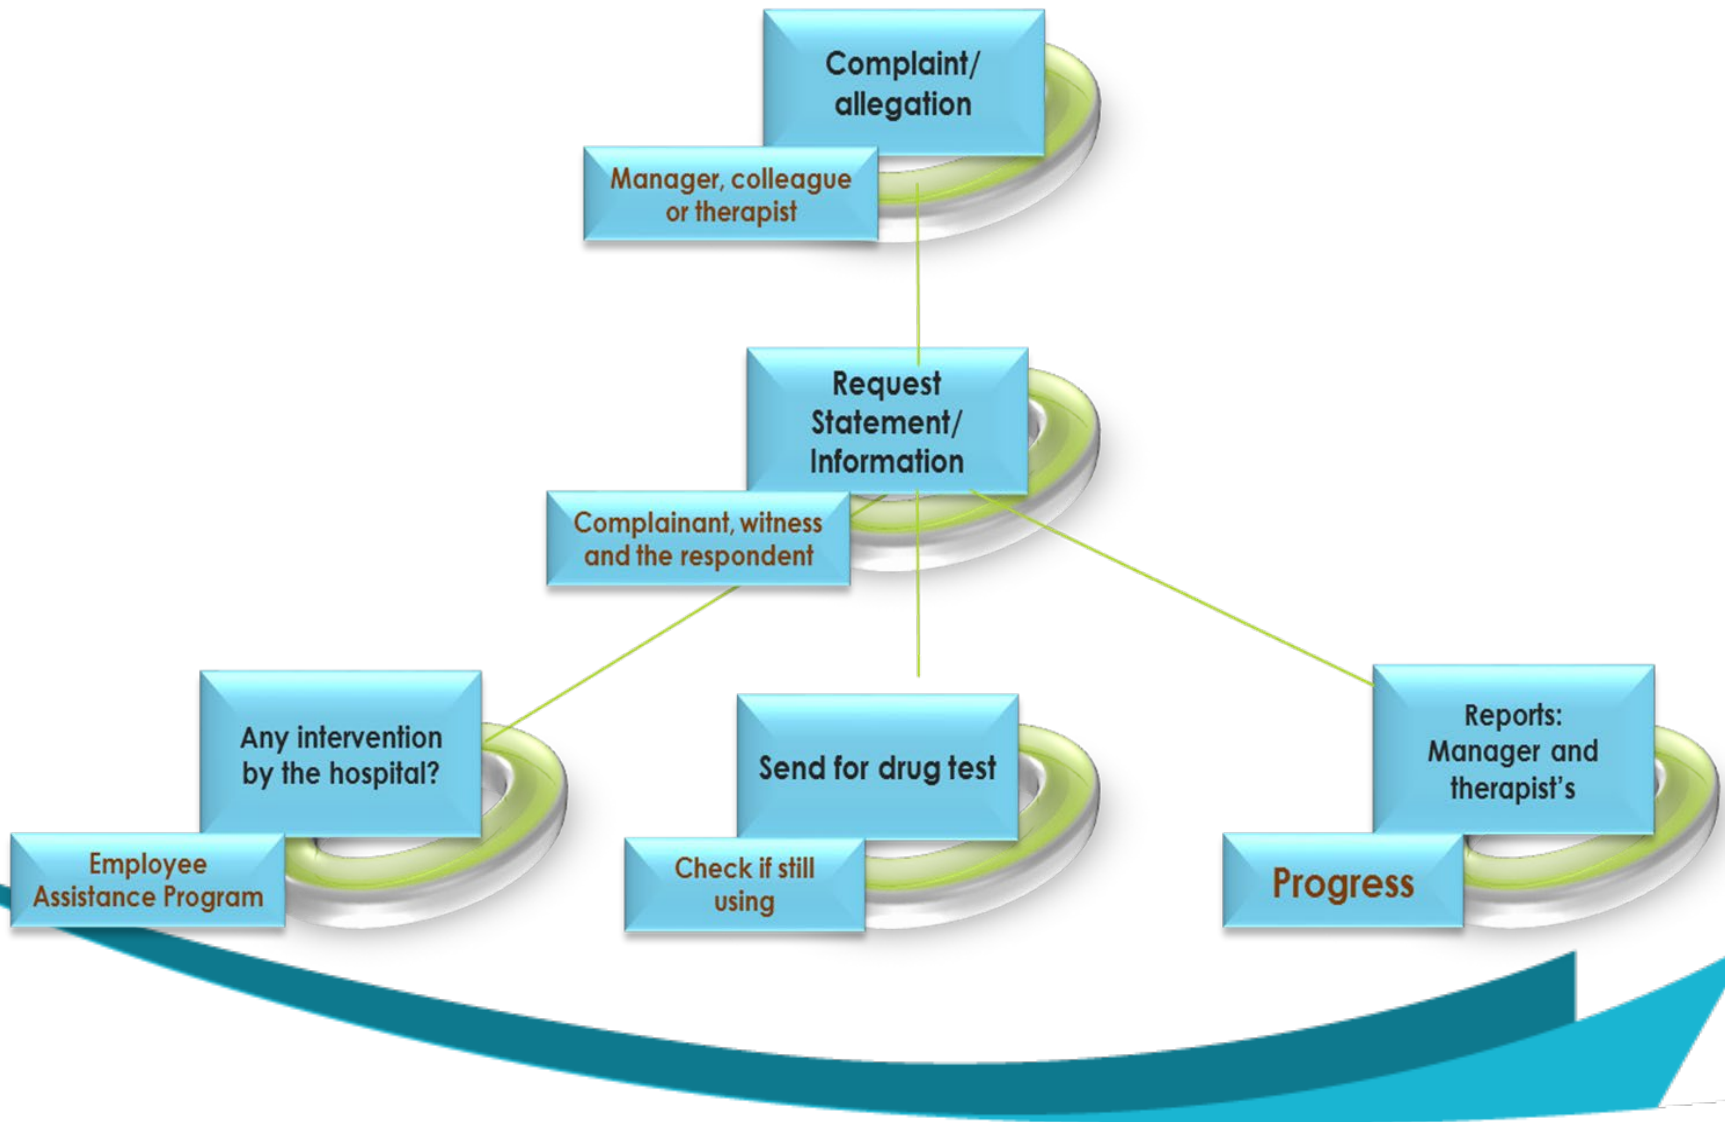 Complaint/
allegation
Manager, colleague
or therapist
Request
Statement/
Information
Complainant, witness
and the respondent
Any intervention
by the hospital?
Employee
Assistance Program
Send for drug test
Check if still
using
Reports:
Manager and
therapist's
Progress